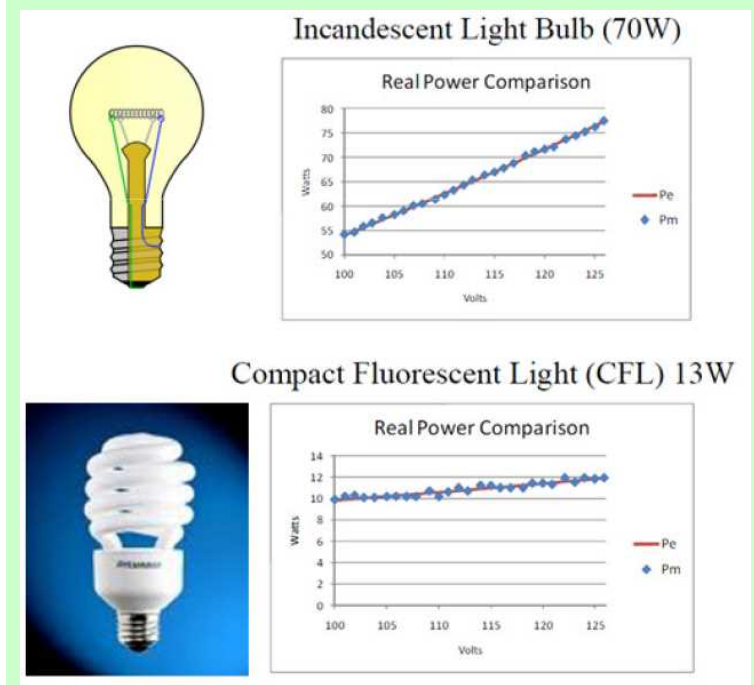 Incandescent Light Bulb (70W)
Real Power Comparison
80
75
70
65
60
55
50
Watts
100 105 110 115 120 125
Volts
Pe
Pm
Compact Fluorescent Light (CFL) 13W
Real Power Comparison
14
12
10
8
6
4
2
0
Watts
100 105 110 115 120 125
Volts
Pe
Pm
SYLVANIA